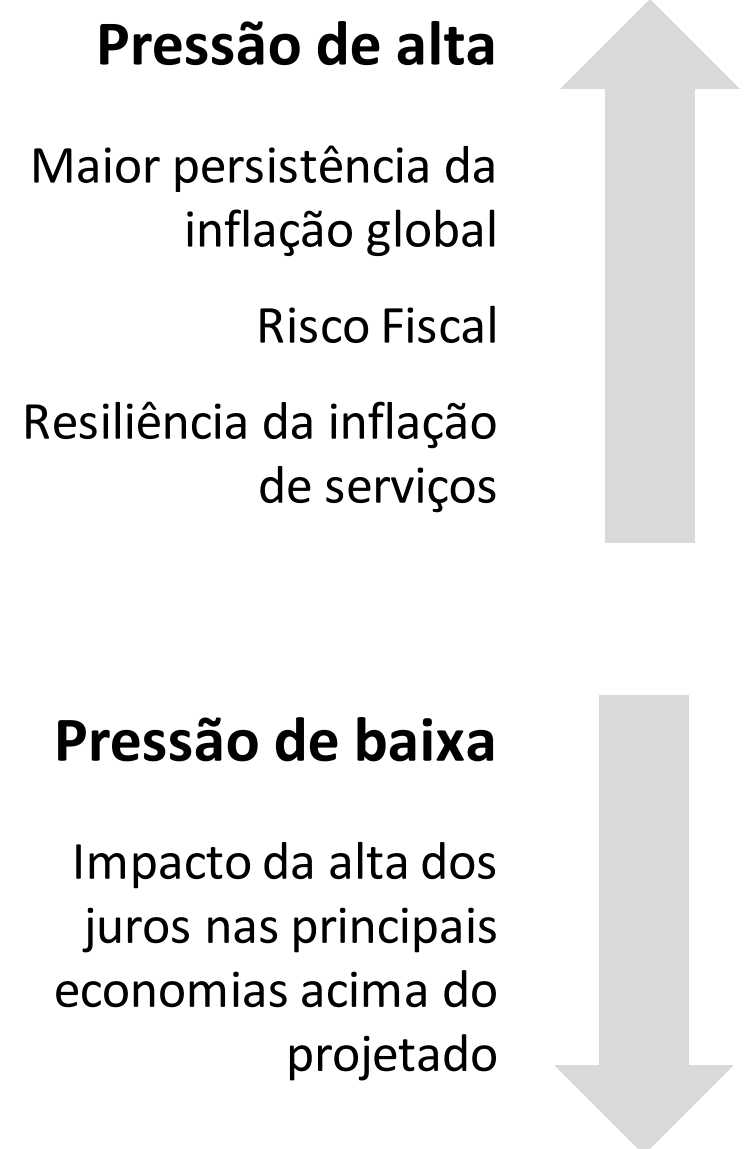 Pressão de alta
Maior persistência da
inflação global
Risco Fiscal
Resiliência da inflação
de serviços
Pressão de baixa
Impacto da alta dos
juros nas principais
economias acima do
projetado